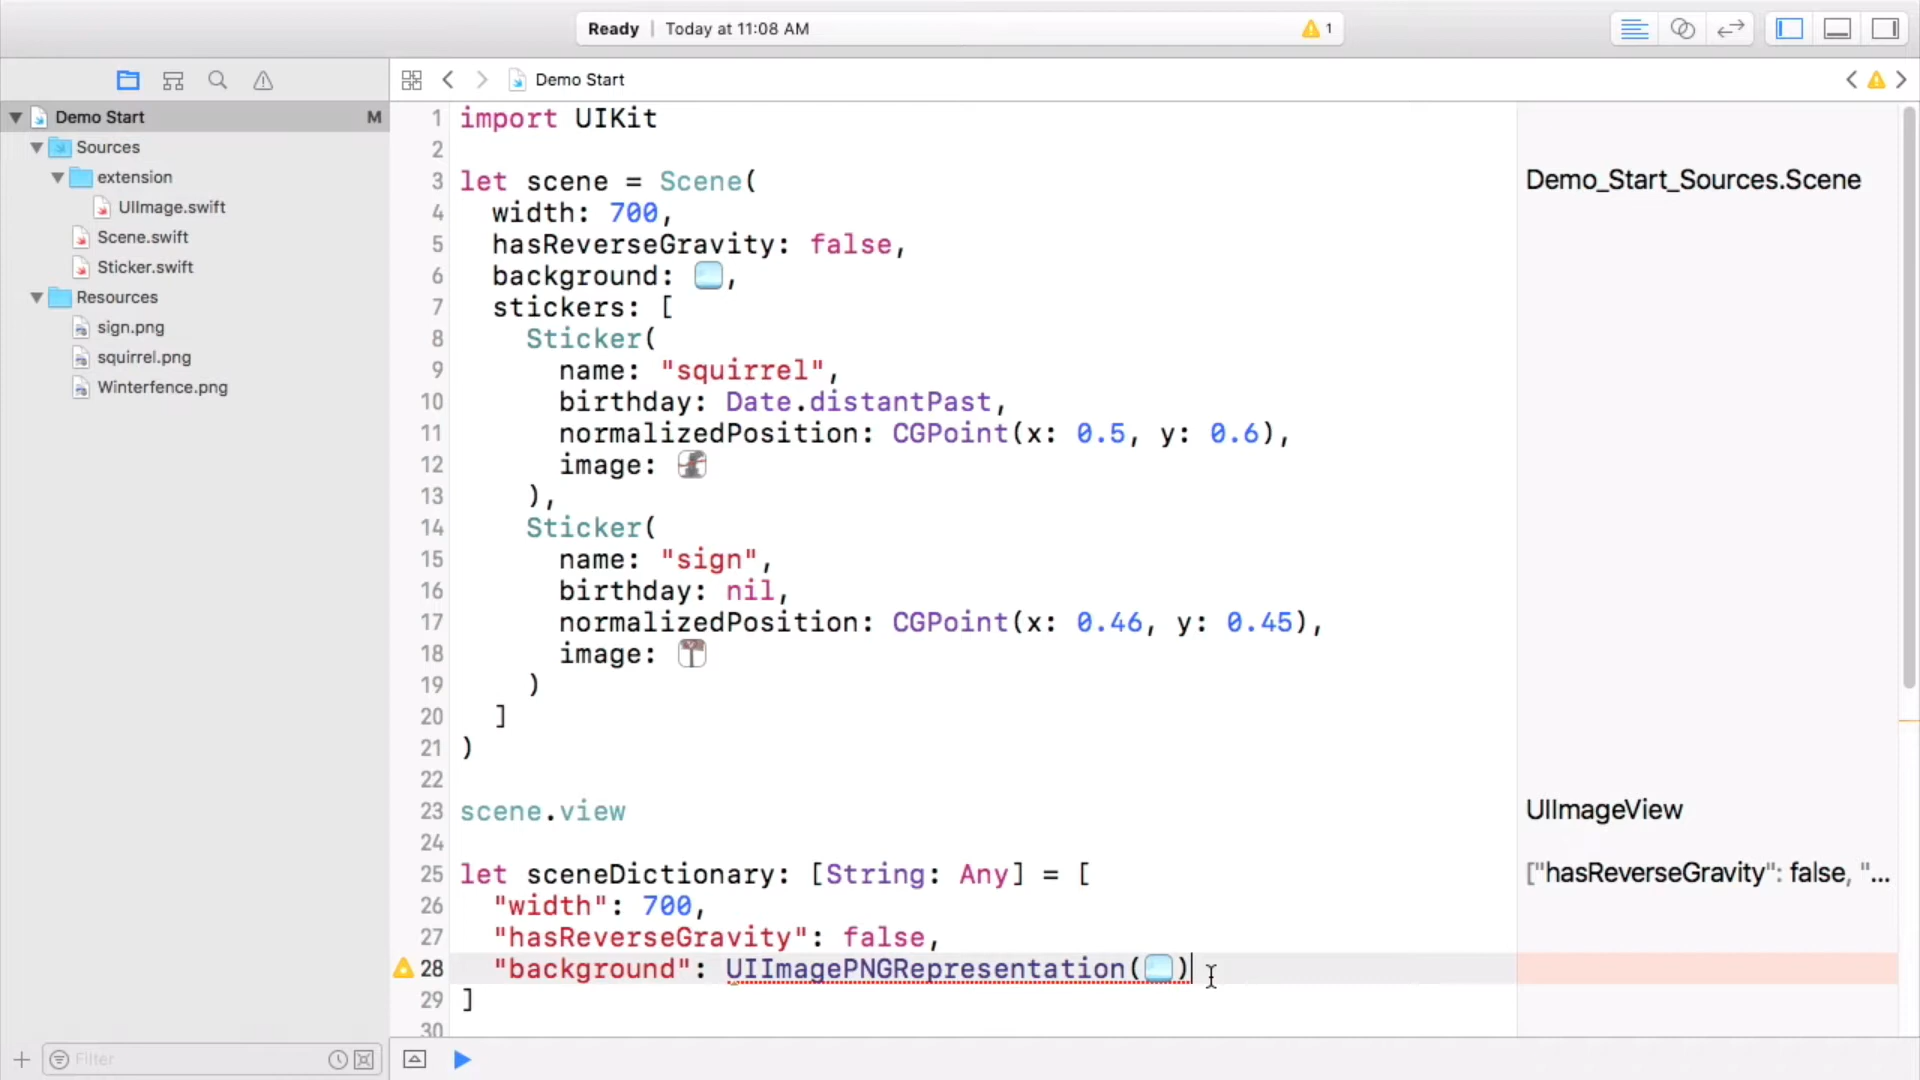 Ready | Today at 11:08 AM 1
Demo Start
Demo Start M
Sources
extension
UIImage.swift
Scene.swift
Sticker.swift
Resources
sign.png
squirrel.png
Winterfence.png
Filter
1 import UIKit
2
3 let scene = Scene(
4 width: 700,
5 hasReverseGravity: false,
6 background: ,
7 stickers: [
8 Sticker(
9 name: "squirrel",
10 birthday: Date.distantPast,
11 normalizedPosition: CGPoint(x: 0.5, y: 0.6),
12 image:
13 ),
14 Sticker(
15 name: "sign",
16 birthday: nil,
17 normalizedPosition: CGPoint(x: 0.46, y: 0.45),
18 image:
19 )
20 ]
21 )
22
23 scene.view
24
25 let sceneDictionary: [String: Any] = [
26 "width": 700,
27 "hasReverseGravity": false,
28 "background": UIImagePNGRepresentation( )
29 ]
30
Demo_Start_Sources.Scene
UIImageView
["hasReverseGravity": false, "...